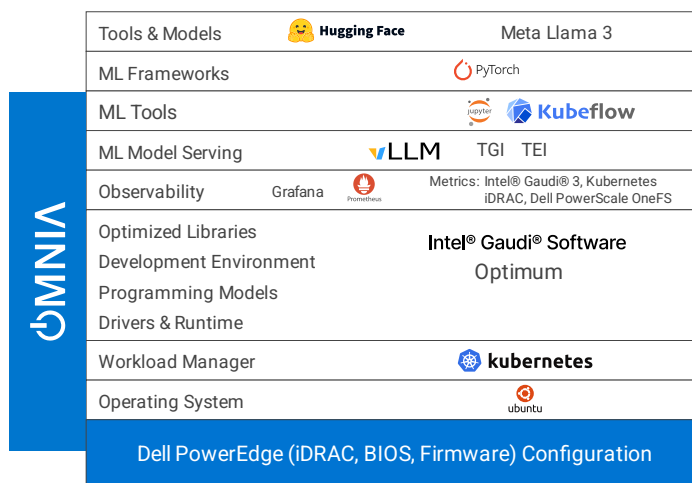 Tools & Models Hugging Face Meta Llama 3
ML Frameworks PyTorch
ML Tools jupyter Kubeflow
ML Model Serving vLLM TGI TEI
Observability Grafana Prometheus Metrics: Intel® Gaudi® 3, Kubernetes
iDRAC, Dell PowerScale OneFS
Optimized Libraries
Intel® Gaudi® Software
Development Environment
Optimum
Programming Models
Drivers & Runtime
Workload Manager kubernetes
Operating System ubuntu
Dell PowerEdge (iDRAC, BIOS, Firmware) Configuration
OMNIA